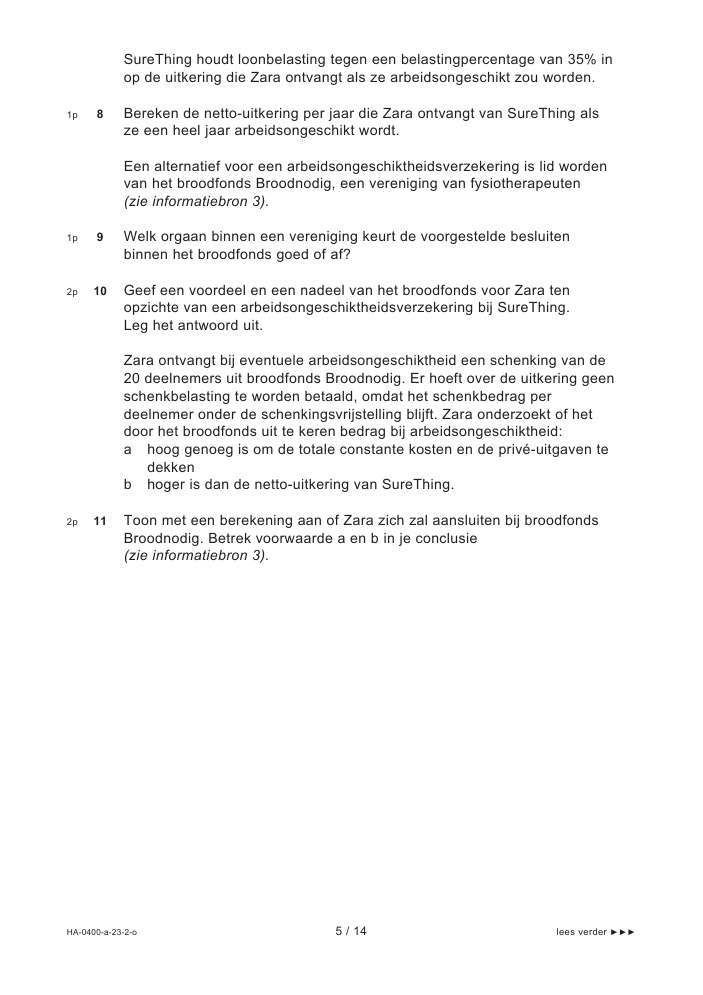 SureThing houdt loonbelasting tegen een belastingpercentage van 35% in
op de uitkering die Zara ontvangt als ze arbeidsongeschikt zou worden.
1p 8 Bereken de netto-uitkering per jaar die Zara ontvangt van SureThing als
ze een heel jaar arbeidsongeschikt wordt.
Een alternatief voor een arbeidsongeschiktheidsverzekering is lid worden
van het broodfonds Broodnodig, een vereniging van fysiotherapeuten
(zie informatiebron 3).
1p 9 Welk orgaan binnen een vereniging keurt de voorgestelde besluiten
binnen het broodfonds goed of af?
2p 10 Geef een voordeel en een nadeel van het broodfonds voor Zara ten
opzichte van een arbeidsongeschiktheidsverzekering bij SureThing.
Leg het antwoord uit.
Zara ontvangt bij eventuele arbeidsongeschiktheid een schenking van de
20 deelnemers uit broodfonds Broodnodig. Er hoeft over de uitkering geen
schenkbelasting te worden betaald, omdat het schenkbedrag per
deelnemer onder de schenkingsvrijstelling blijft. Zara onderzoekt of het
door het broodfonds uit te keren bedrag bij arbeidsongeschiktheid:
a hoog genoeg is om de totale constante kosten en de privé-uitgaven te
dekken
b hoger is dan de netto-uitkering van SureThing.
2p 11 Toon met een berekening aan of Zara zich zal aansluiten bij broodfonds
Broodnodig. Betrek voorwaarde a en b in je conclusie
(zie informatiebron 3).
HA-0400-a-23-2-o 5 / 14 lees verder ►►►